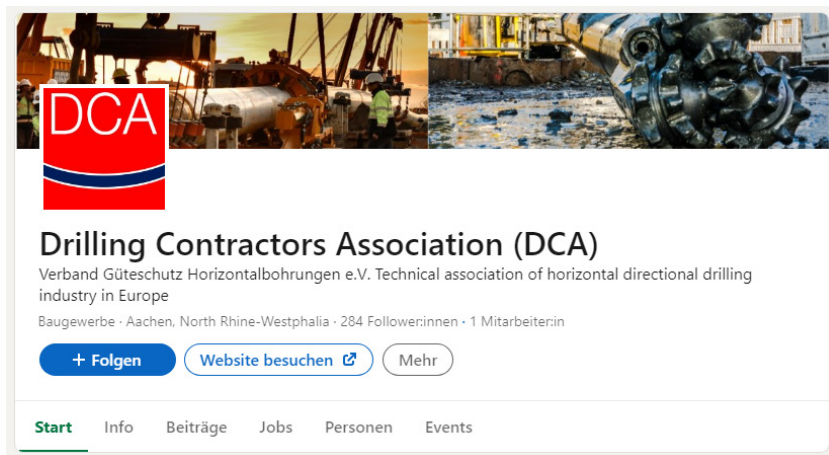 DCA
Drilling Contractors Association (DCA)
Verband Güteschutz Horizontalbohrungen e.V. Technical association of horizontal directional drilling
industry in Europe
Baugewerbe · Aachen, North Rhine-Westphalia · 284 Follower:innen · 1 Mitarbeiter:in
+ Folgen Website besuchen Mehr
Start Info Beiträge Jobs Personen Events